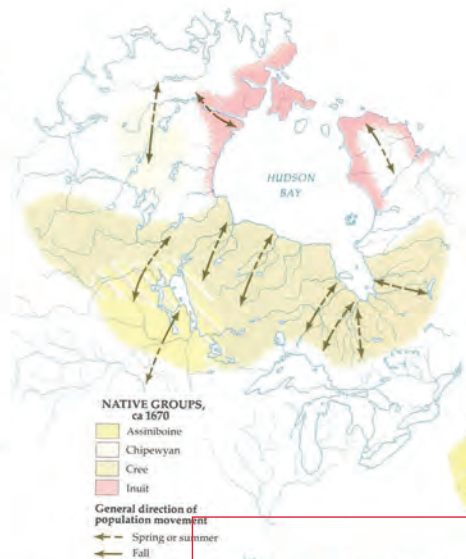 HUDSON
BAY
NATIVE GROUPS,
ca 1670
Assiniboine
Chipewyan
Cree
Inuit
General direction of
population movement
Spring or summer
Fall